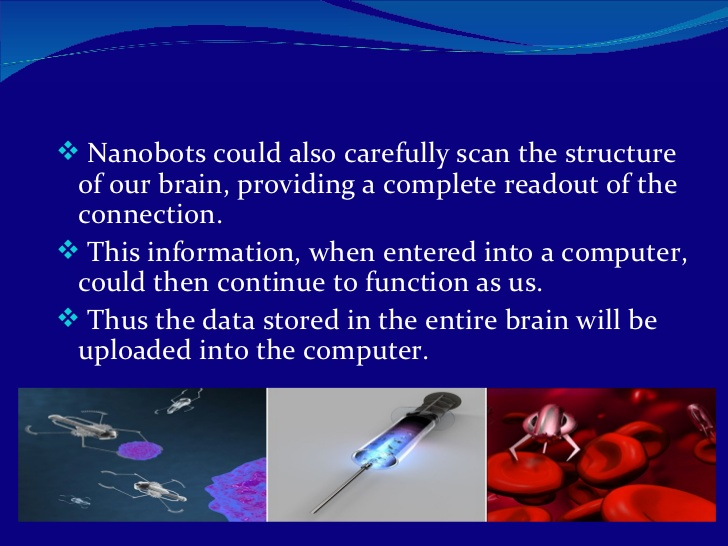 ❖ Nanobots could also carefully scan the structure
of our brain, providing a complete readout of the
connection.
❖ This information, when entered into a computer,
could then continue to function as us.
❖ Thus the data stored in the entire brain will be
uploaded into the computer.